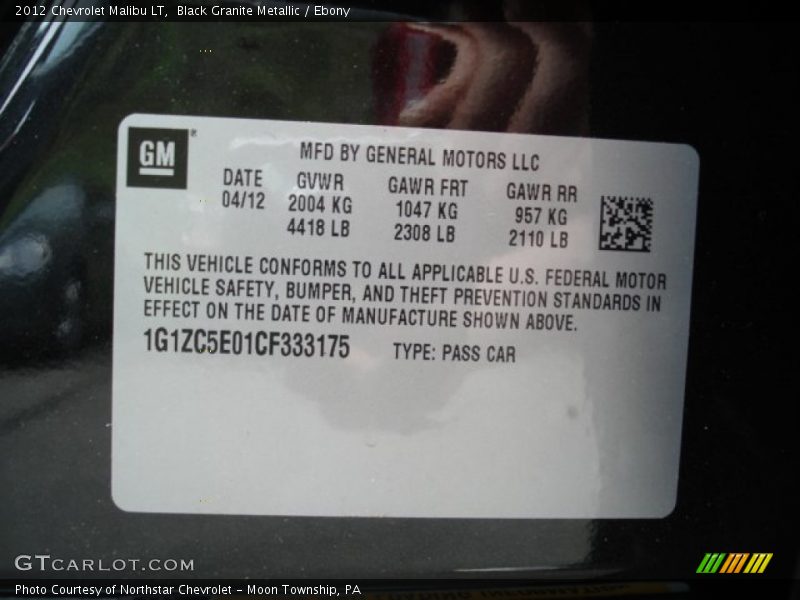 2012 Chevrolet Malibu LT,  Black Granite Metallic / Ebony
GM
MFD BY GENERAL MOTORS LLC
DATE GVWR GAWR FRT GAWR RR
04/12 2004 KG 1047 KG 957 KG
4418 LB 2308 LB 2110 LB
THIS VEHICLE CONFORMS TO ALL APPLICABLE U.S. FEDERAL MOTOR
VEHICLE SAFETY, BUMPER, AND THEFT PREVENTION STANDARDS IN
EFFECT ON THE DATE OF MANUFACTURE SHOWN ABOVE.
1G1ZC5E01CF333175 TYPE: PASS CAR
GTCARLOT.COM
Photo Courtesy of Northstar Chevrolet – Moon Township, PA